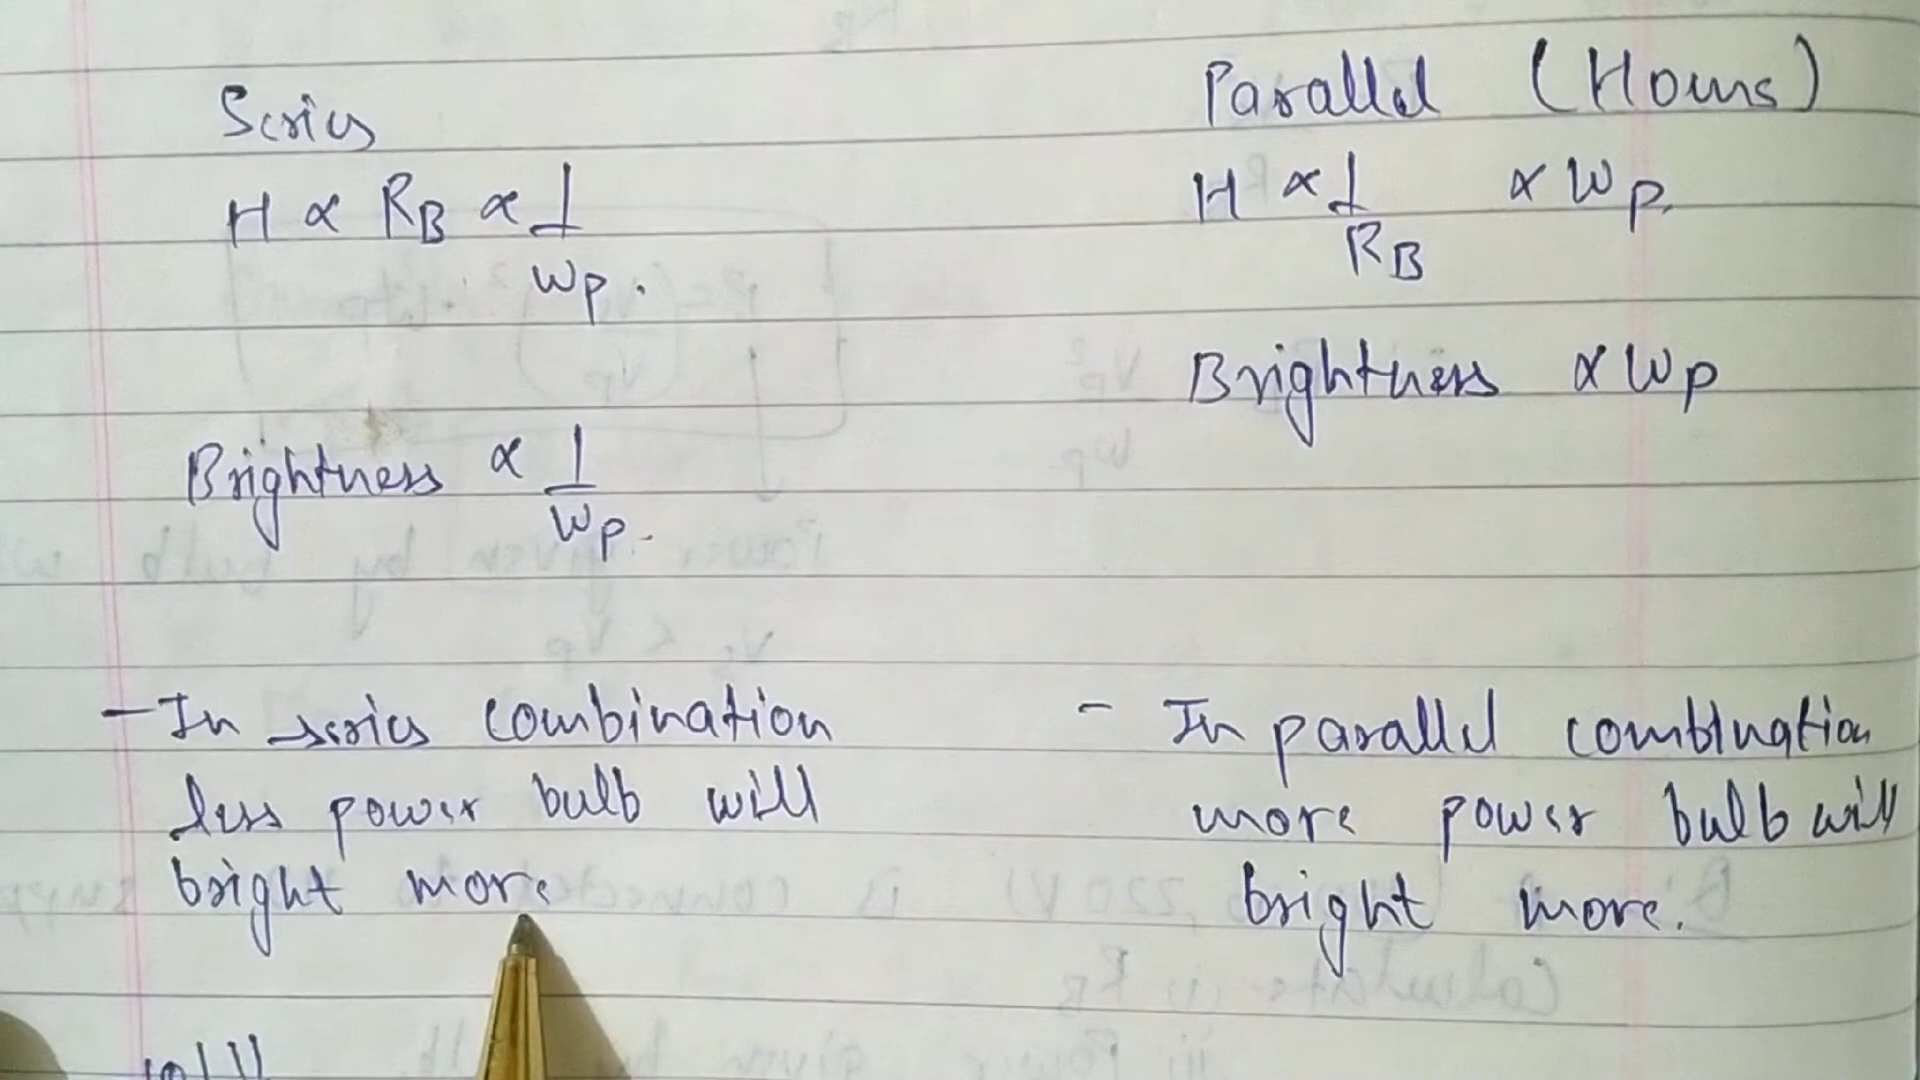 Series
H ∝ R_B ∝ 1/W_P.
Brightness ∝ 1/W_P.
- In series combination
less power bulb will
bright more
Parallel (Homes)
H ∝ 1/R_B ∝ W_P.
Brightness ∝ W_P
- In parallel combination
more power bulb will
bright more.